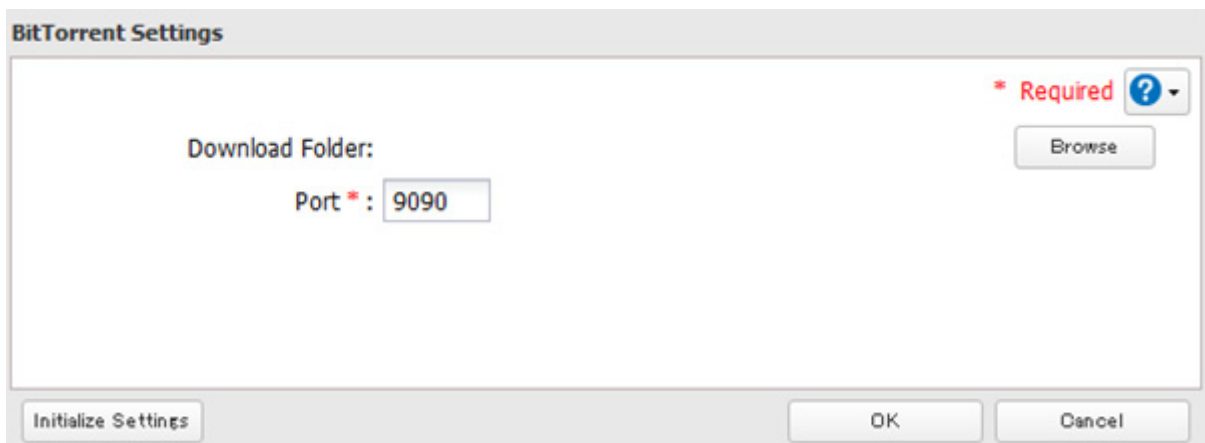 BitTorrent Settings
* Required ?
Download Folder:
Browse
Port * : 9090
Initialize Settings
OK
Cancel